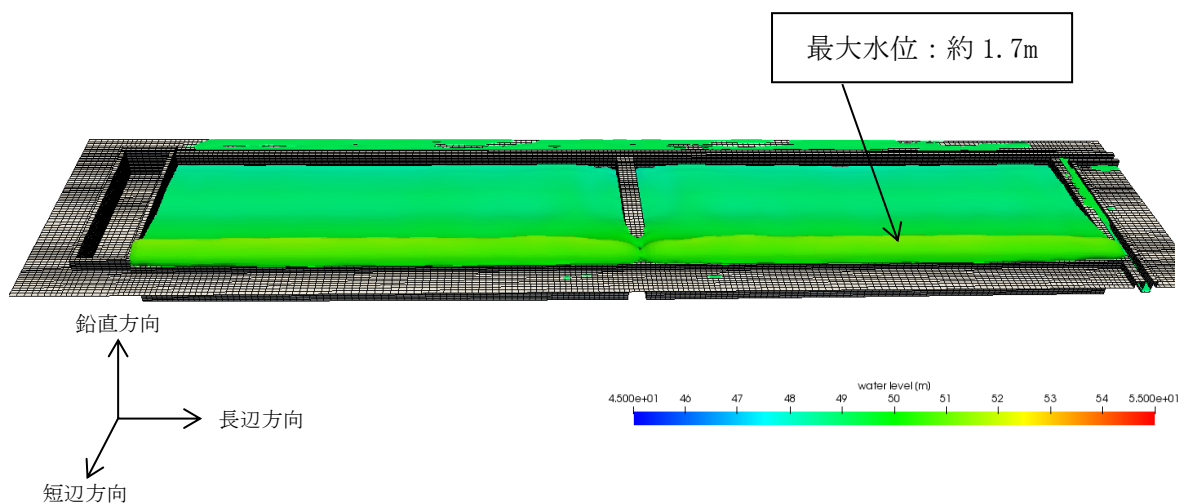 最大水位：約 1.7m
鉛直方向
長辺方向
短辺方向
water level (m)
4.500e+01 46 47 48 49 50 51 52 53 54 5.500e+01